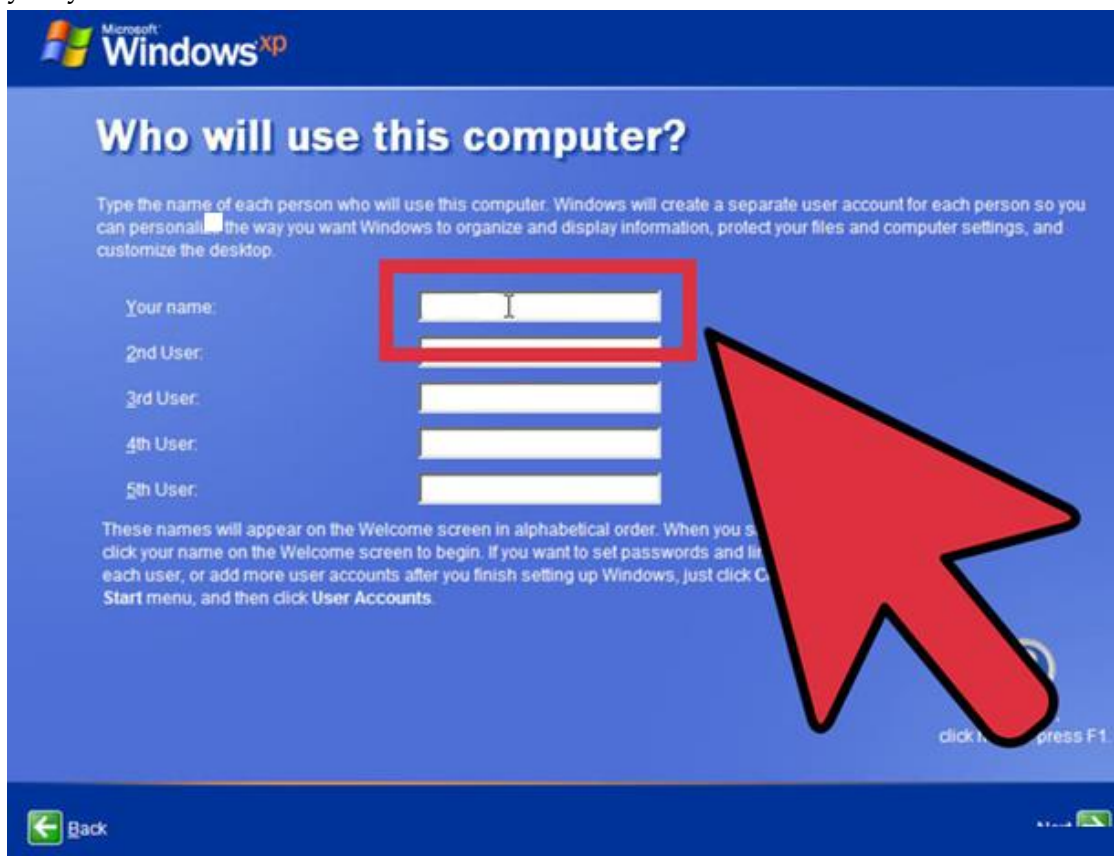 Microsoft
Windows xp
Who will use this computer?
Type the name of each person who will use this computer. Windows will create a separate user account for each person so you
can the way you want Windows to organize and display information, protect your files and computer settings, and
customize the desktop.
Your name:
2nd User:
3rd User:
4th User:
5th User:
These names will appear on the Welcome screen in alphabetical order. When you
click your name on the Welcome screen to begin. If you want to set passwords and
each user, or add more user accounts after you finish setting up Windows, just click
Start menu, and then click User Accounts.
click press F1.
Back